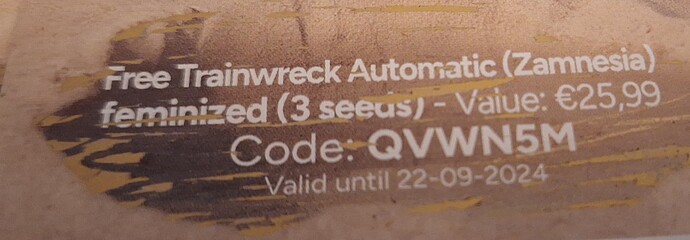 Free Trainwreck Automatic (Zamnesia)
feminized (3 seeds) - Value: €25,99
Code: QVWN5M
Valid until 22-09-2024